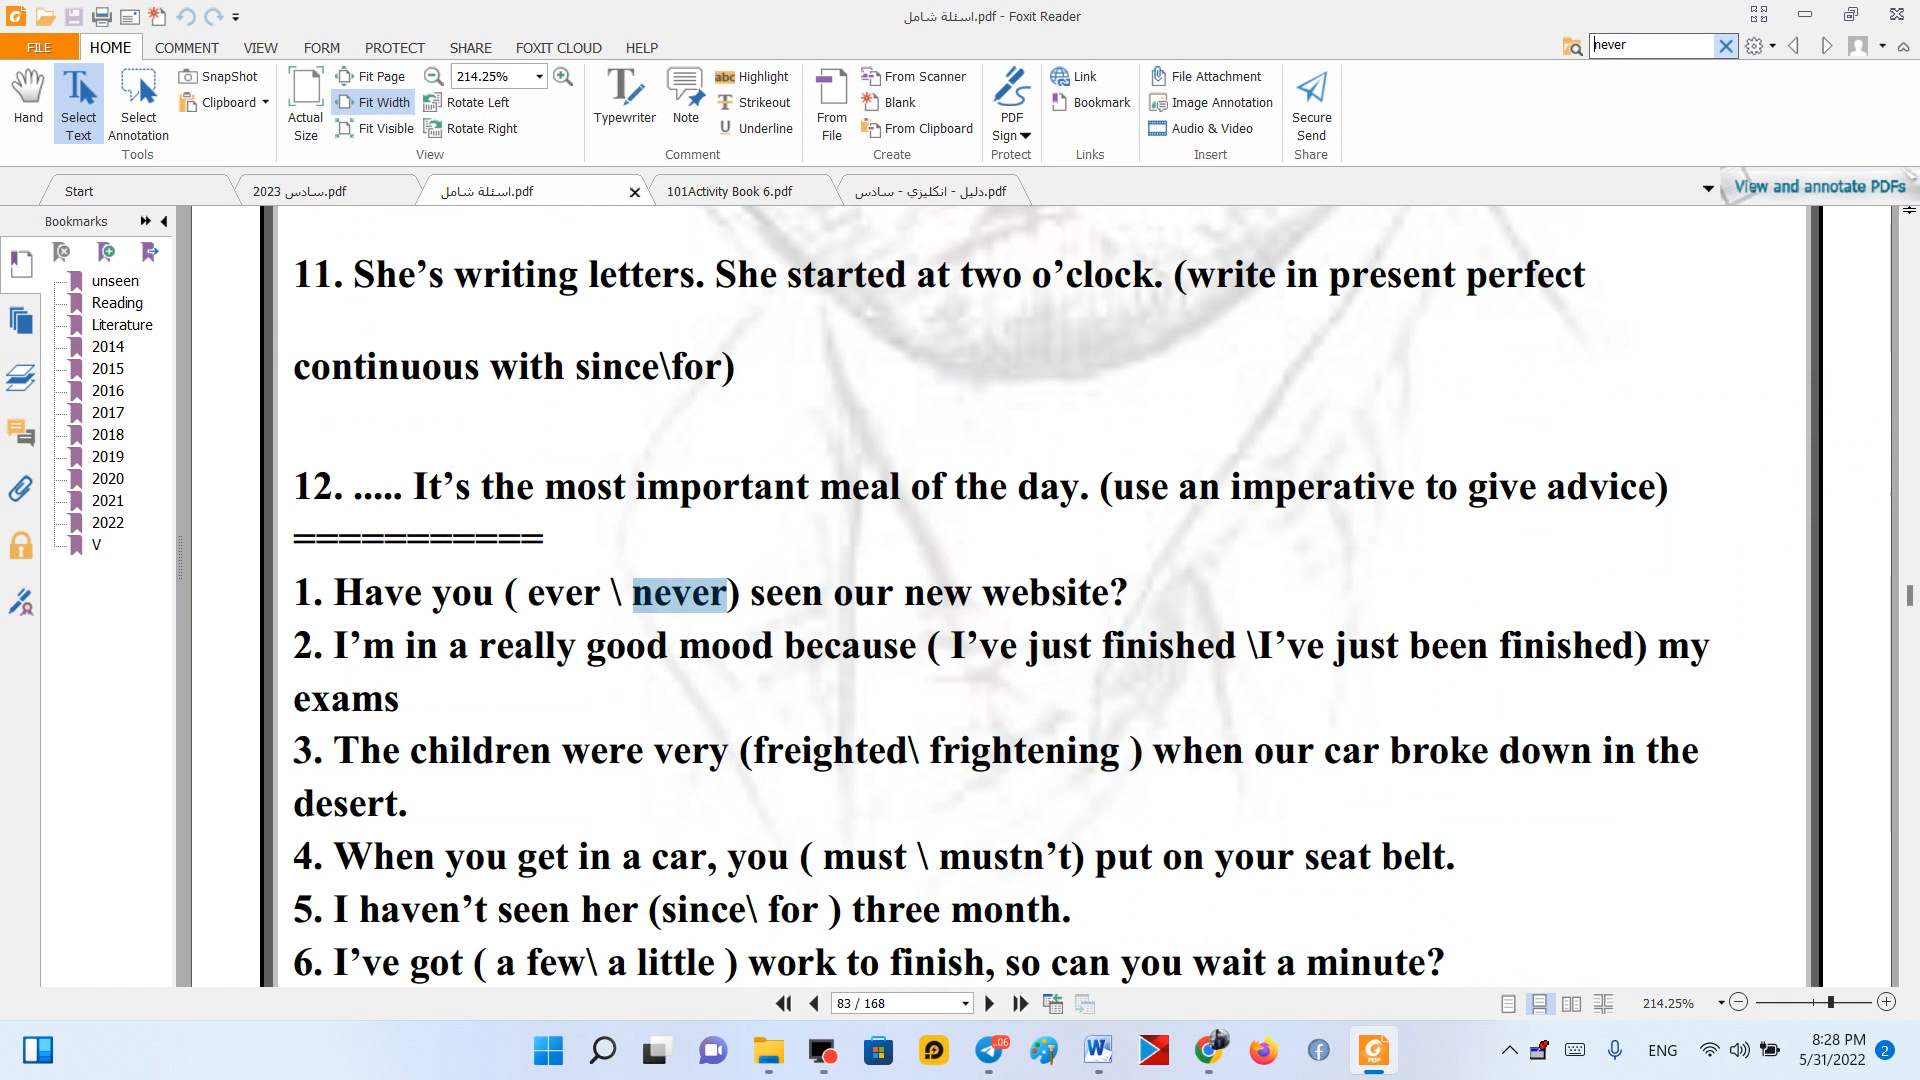 اسئلة شامل.pdf - Foxit Reader
FILE HOME COMMENT VIEW FORM PROTECT SHARE FOXIT CLOUD HELP
never
Hand
Select Text
Select Annotation
SnapShot
Clipboard
Tools
Actual Size
Fit Page
Fit Width
Fit Visible
214.25%
Rotate Left
Rotate Right
View
Typewriter
Note
Highlight
Strikeout
Underline
Comment
From File
From Scanner
Blank
From Clipboard
Create
PDF Sign
Protect
Link
Bookmark
Links
File Attachment
Image Annotation
Audio & Video
Insert
Secure Send
Share
Start
سادس 2023.pdf
اسئلة شامل.pdf
101Activity Book 6.pdf
دليل - انكليزي - سادس.pdf
View and annotate PDFs
Bookmarks
unseen
Reading
Literature
2014
2015
2016
2017
2018
2019
2020
2021
2022
V
11. She’s writing letters. She started at two o’clock. (write in present perfect
continuous with since\for)
12. ..... It’s the most important meal of the day. (use an imperative to give advice)
===========
1. Have you ( ever \ never) seen our new website?
2. I’m in a really good mood because ( I’ve just finished \I’ve just been finished) my
exams
3. The children were very (freighted\ frightening ) when our car broke down in the
desert.
4. When you get in a car, you ( must \ mustn’t) put on your seat belt.
5. I haven’t seen her (since\ for ) three month.
6. I’ve got ( a few\ a little ) work to finish, so can you wait a minute?
83 / 168
214.25%
.06
ENG
8:28 PM
5/31/2022
2